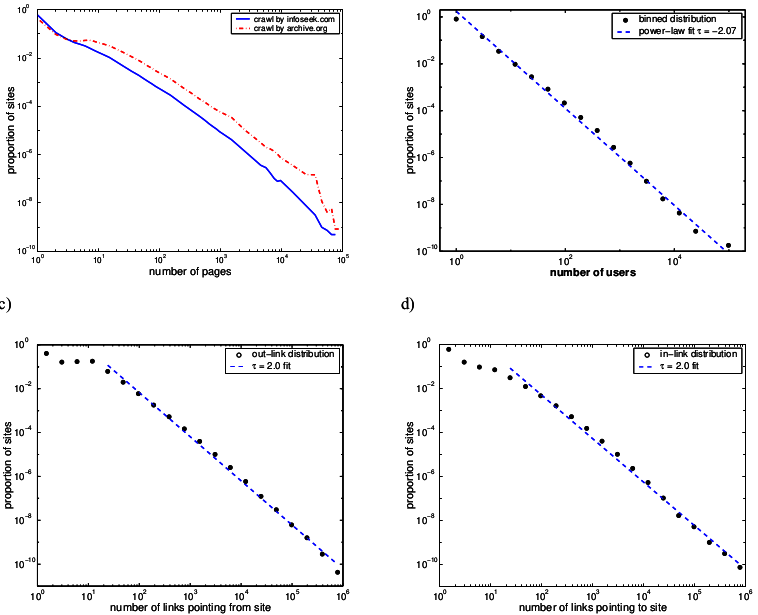 crawl by infoseek.com
crawl by archive.org
proportion of sites
10^0
10^-2
10^-4
10^-6
10^-8
10^-10
10^0 10^1 10^2 10^3 10^4 10^5
number of pages
binned distribution
power-law fit τ = -2.07
proportion of sites
10^0
10^-2
10^-4
10^-6
10^-8
10^-10
10^0 10^2 10^4
number of users
c)
d)
out-link distribution
τ = 2.0 fit
proportion of sites
10^0
10^-2
10^-4
10^-6
10^-8
10^-10
10^0 10^1 10^2 10^3 10^4 10^5 10^6
number of links pointing from site
in-link distribution
τ = 2.0 fit
proportion of sites
10^0
10^-2
10^-4
10^-6
10^-8
10^-10
10^0 10^1 10^2 10^3 10^4 10^5 10^6
number of links pointing to site